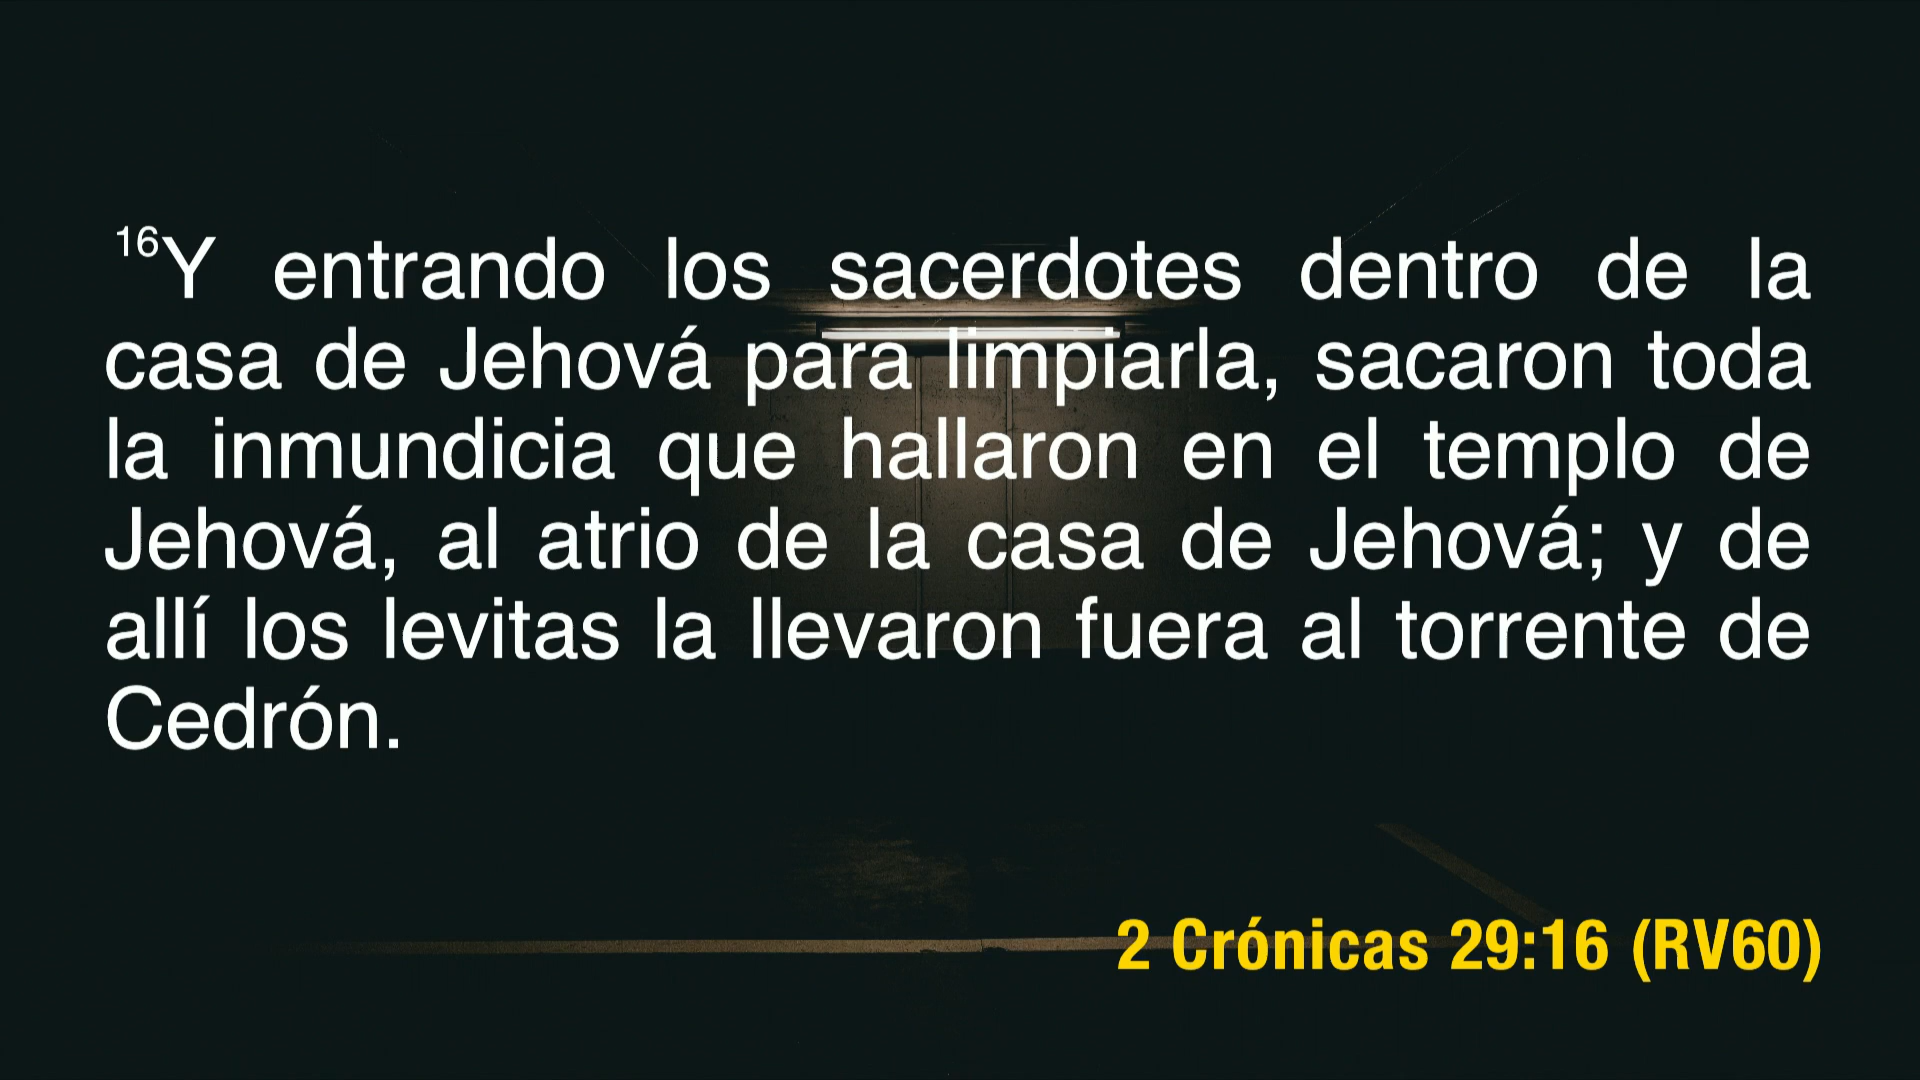 16Y entrando los sacerdotes dentro de la
casa de Jehová para limpiarla, sacaron toda
la inmundicia que hallaron en el templo de
Jehová, al atrio de la casa de Jehová; y de
allí los levitas la llevaron fuera al torrente de
Cedrón.
2 Crónicas 29:16 (RV60)